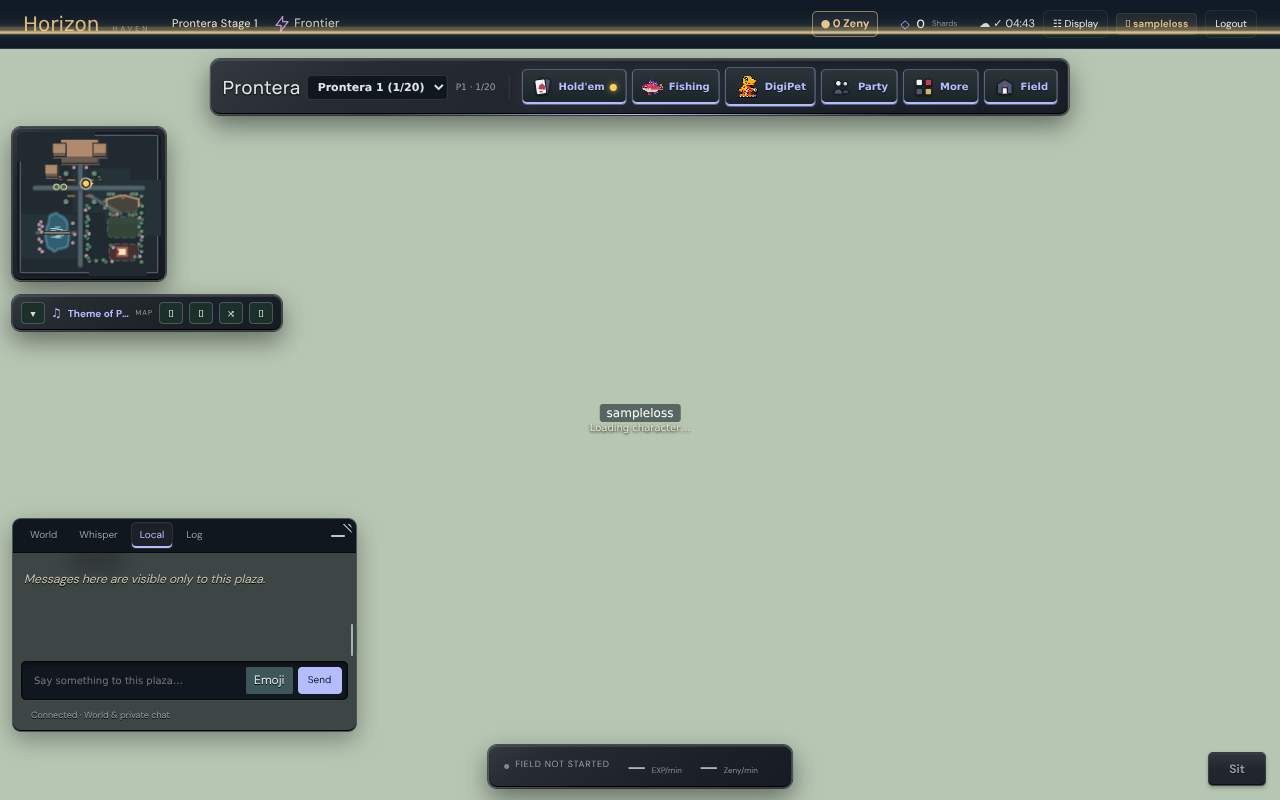 Horizon HAVEN Prontera Stage 1 Frontier 0 Zeny 0 Shards ✓ 04:43 Display sampleloss Logout
Prontera Prontera 1 (1/20) P1 · 1/20 Hold'em Fishing DigiPet Party More Field
Theme of P... MAP
sampleloss
Loading character...
World Whisper Local Log
Messages here are visible only to this plaza.
Say something to this plaza... Emoji Send
Connected · World & private chat
FIELD NOT STARTED — EXP/min — Zeny/min
Sit